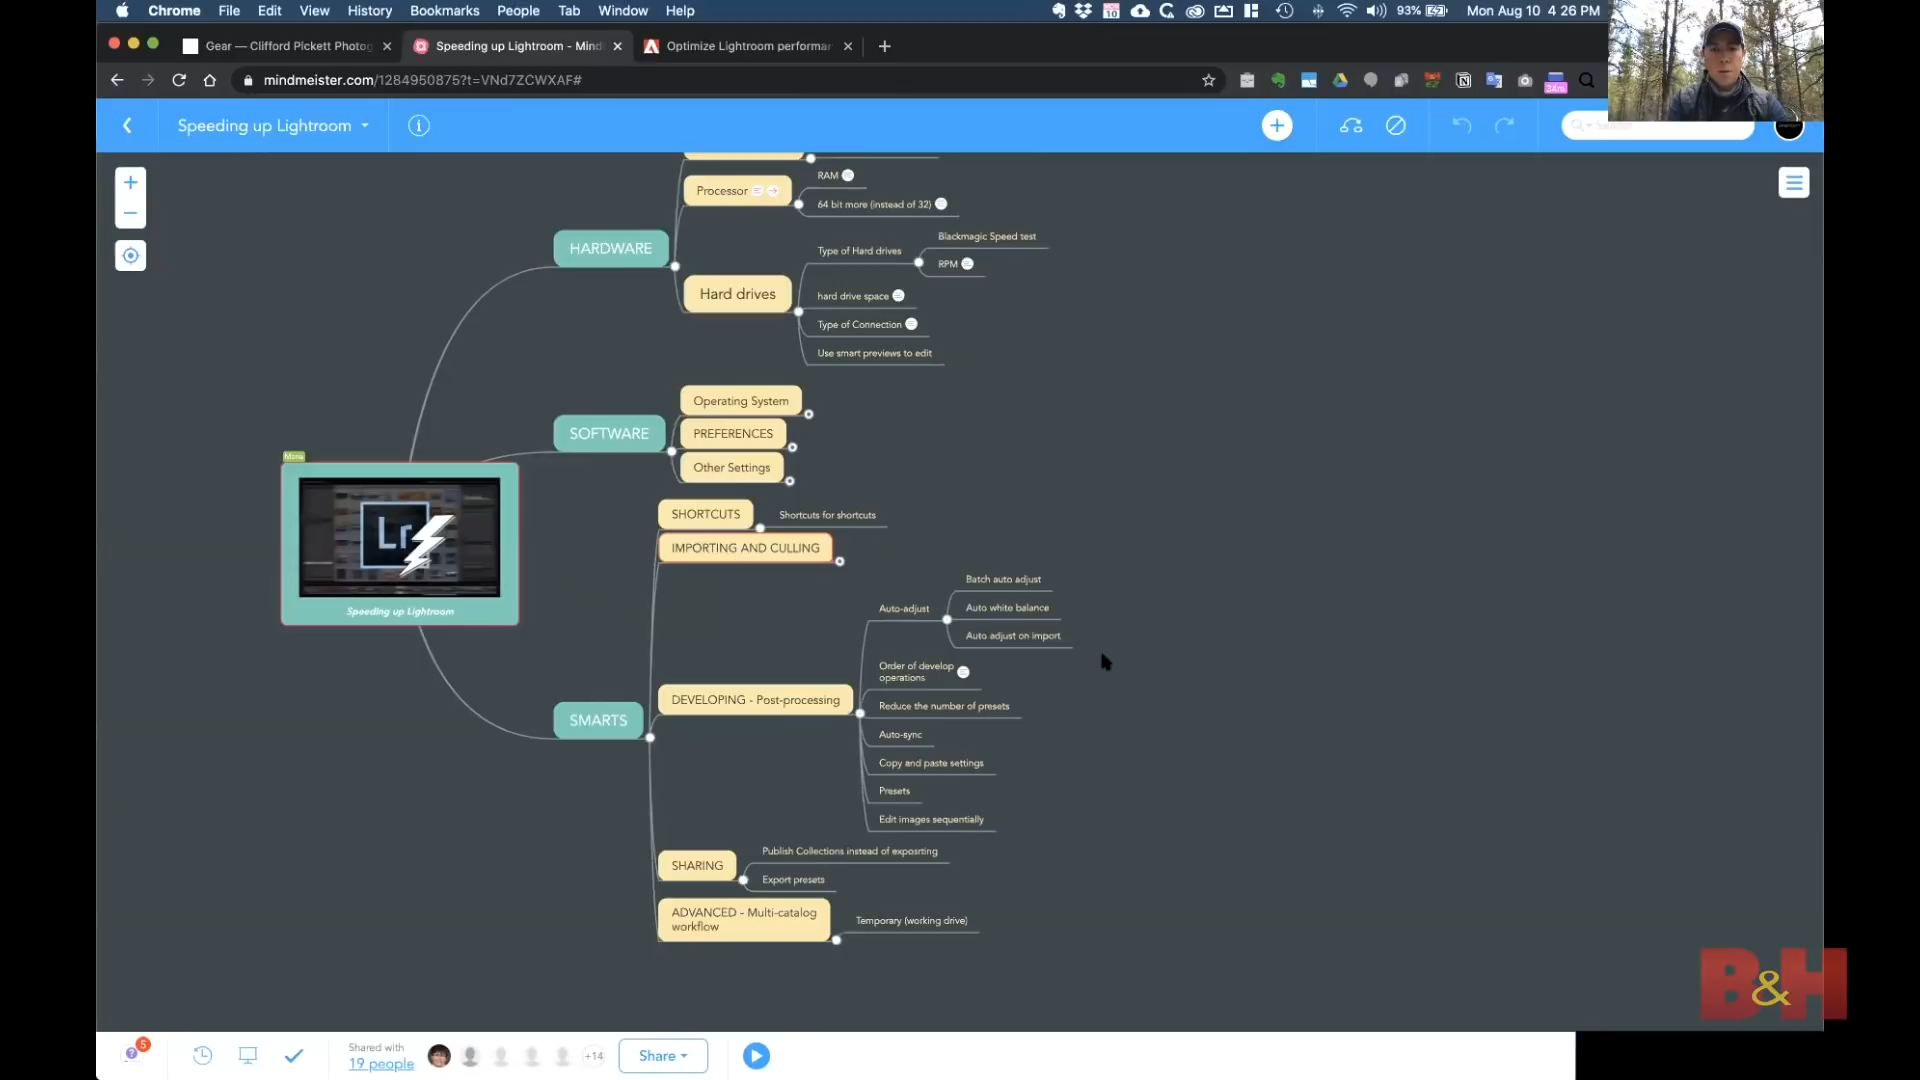 Chrome File Edit View History Bookmarks People Tab Window Help
93%
Mon Aug 10 4:26 PM
Gear — Clifford Pickett Photog
Speeding up Lightroom - Mind
Optimize Lightroom performan
mindmeister.com/1284950875?t=VNd7ZCWXAF#
34m
Speeding up Lightroom
Processor
RAM
64 bit more (instead of 32)
HARDWARE
Blackmagic Speed test
Type of Hard drives
RPM
Hard drives
hard drive space
Type of Connection
Use smart previews to edit
Operating System
SOFTWARE
PREFERENCES
Other Settings
Mona
Lr
Speeding up Lightroom
SHORTCUTS
Shortcuts for shortcuts
IMPORTING AND CULLING
Batch auto adjust
Auto-adjust
Auto white balance
Auto adjust on import
Order of develop
operations
DEVELOPING - Post-processing
Reduce the number of presets
SMARTS
Auto-sync
Copy and paste settings
Presets
Edit images sequentially
Publish Collections instead of exposrting
SHARING
Export presets
ADVANCED - Multi-catalog
workflow
Temporary (working drive)
B&H
5
Shared with
19 people
+14
Share